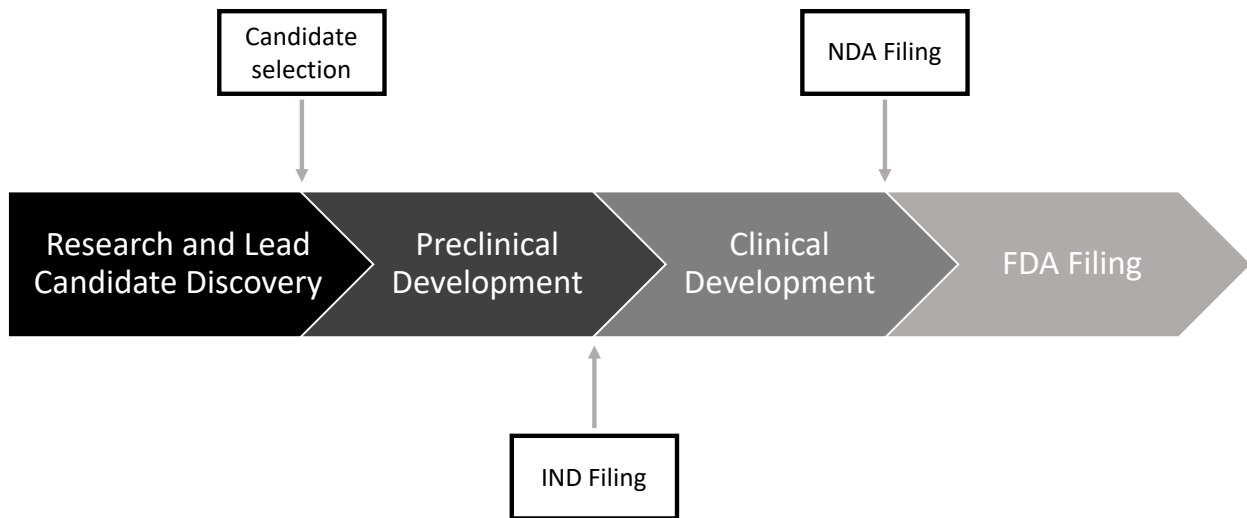 Candidate
selection
NDA Filing
Research and Lead
Candidate Discovery
Preclinical
Development
Clinical
Development
FDA Filing
IND Filing